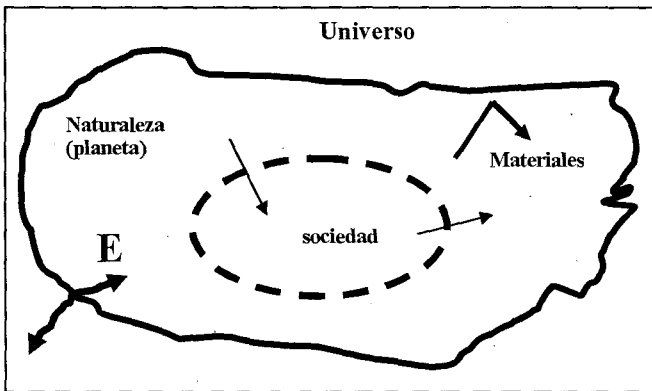 Universo
Naturaleza
(planeta)
Materiales
sociedad
E